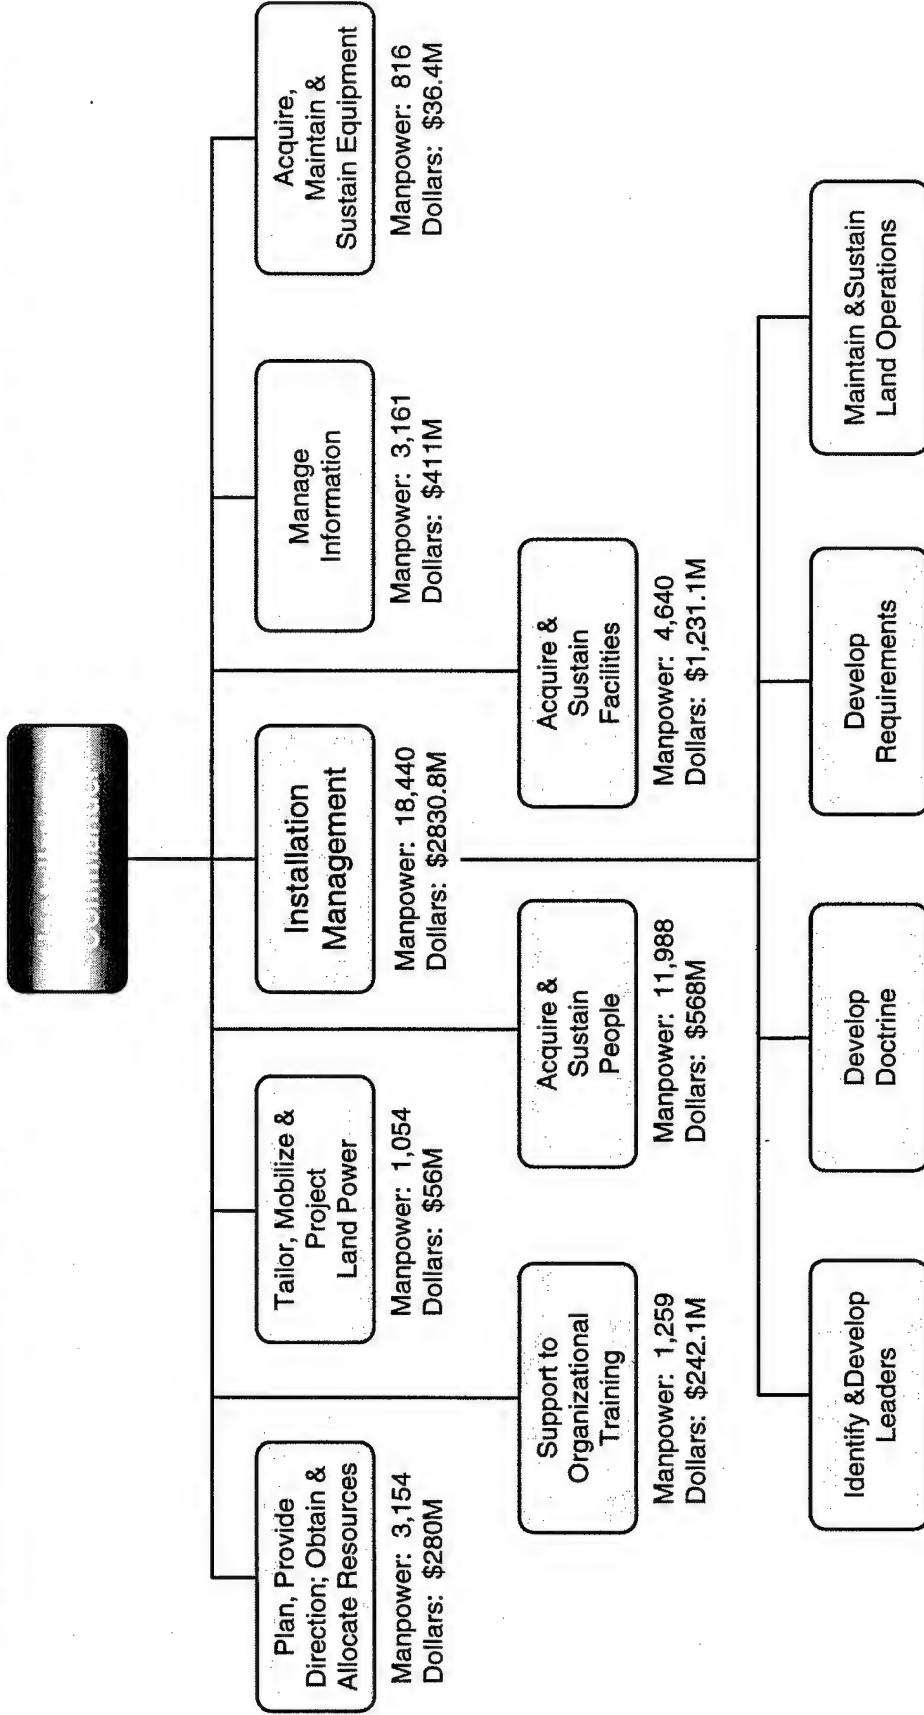 Plan, Provide
Direction; Obtain &
Allocate Resources
Manpower: 3,154
Dollars: $280M
Tailor, Mobilize &
Project
Land Power
Manpower: 1,054
Dollars: $56M
Installation
Management
Manpower: 18,440
Dollars: $2830.8M
Manage
Information
Manpower: 3,161
Dollars: $411M
Acquire,
Maintain &
Sustain Equipment
Manpower: 816
Dollars: $36.4M
Support to
Organizational
Training
Manpower: 1,259
Dollars: $242.1M
Acquire &
Sustain
People
Manpower: 11,988
Dollars: $568M
Acquire &
Sustain
Facilities
Manpower: 4,640
Dollars: $1,231.1M
Identify &Develop
Leaders
Develop
Doctrine
Develop
Requirements
Maintain &Sustain
Land Operations